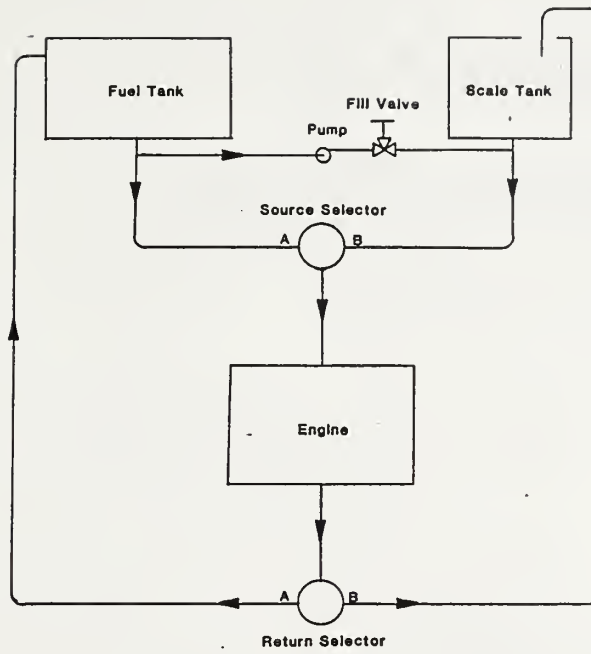 Fuel Tank
Scale Tank
Fill Valve
Pump
Source Selector
A
B
Engine
A
B
Return Selector